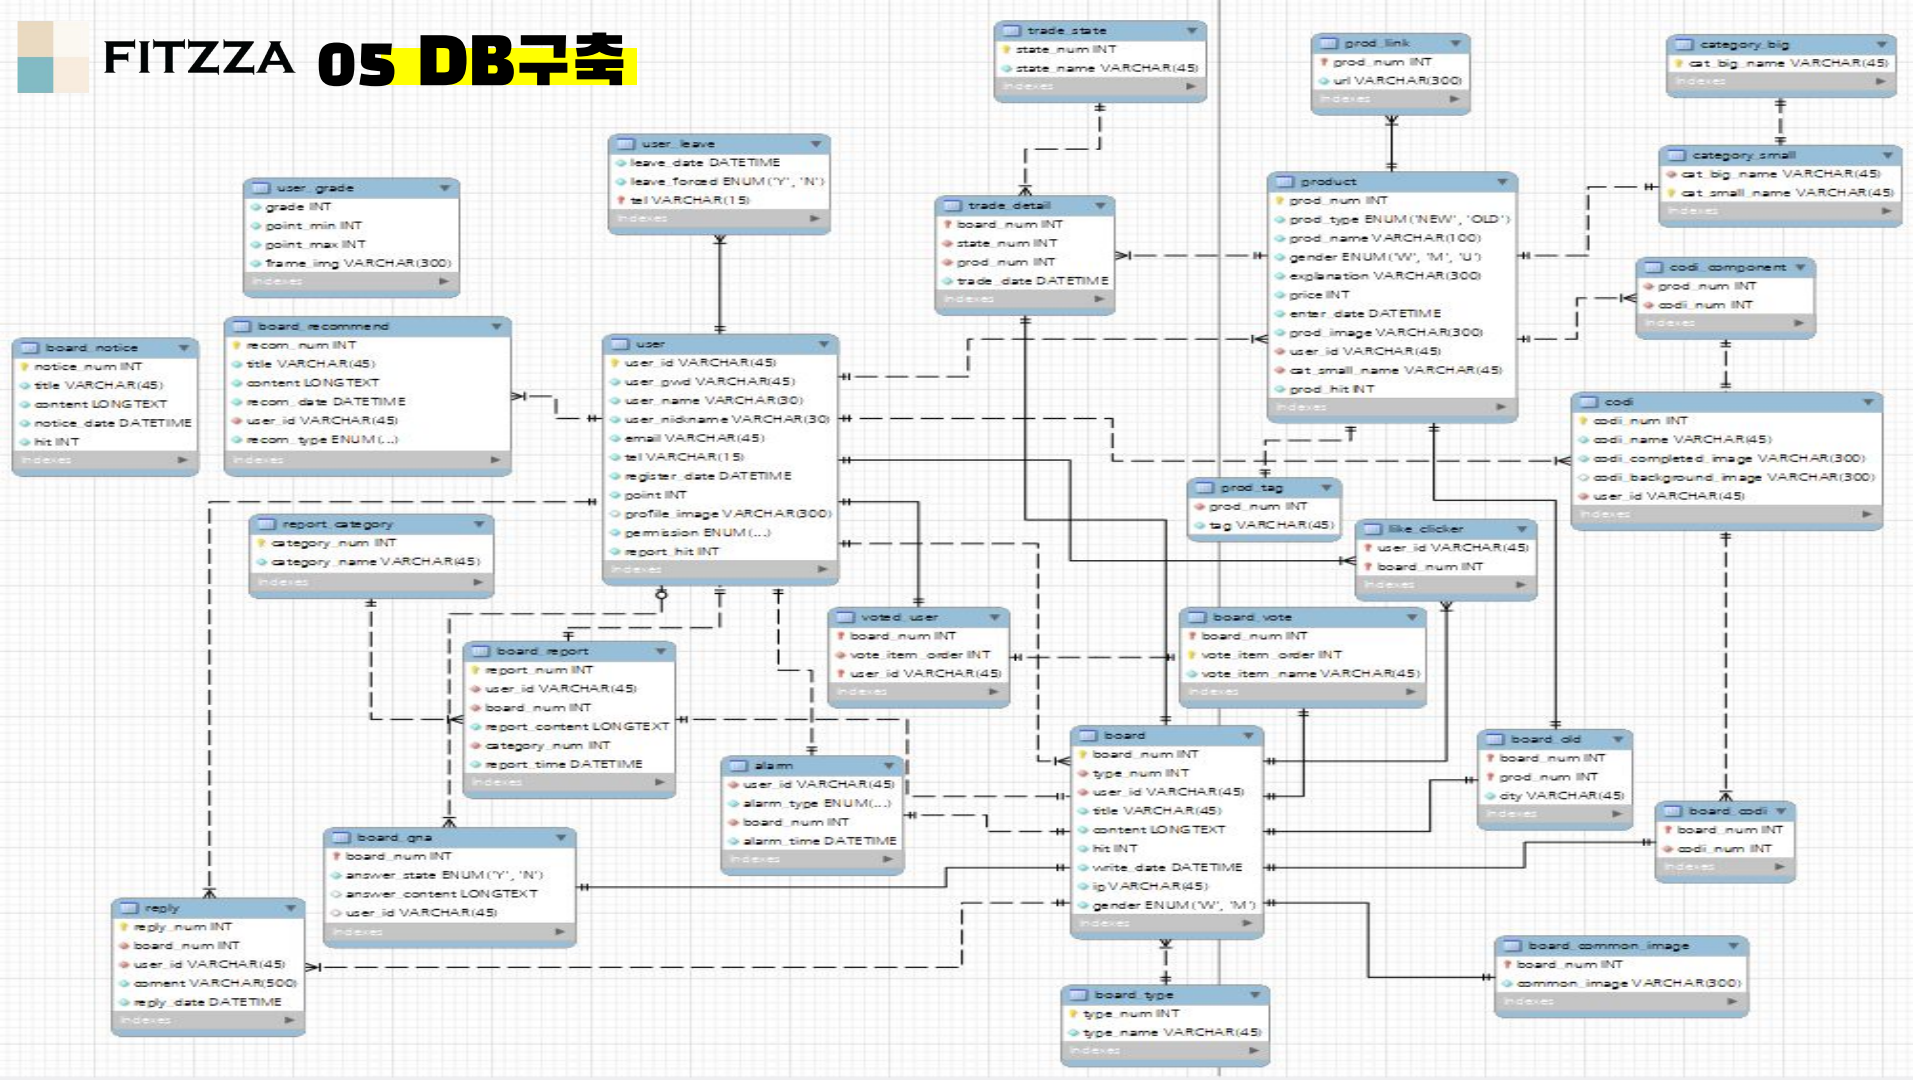 FITZZA 05 DB구축
trade_state
state_num INT
state_name VARCHAR(45)
Indexes
prod_link
prod_num INT
url VARCHAR(300)
Indexes
category_big
cat_big_name VARCHAR(45)
Indexes
user_leave
leave_date DATETIME
leave_forced ENUM('Y', 'N')
tel VARCHAR(15)
Indexes
category_small
cat_big_name VARCHAR(45)
cat_small_name VARCHAR(45)
Indexes
user_grade
grade INT
point_min INT
point_max INT
frame_img VARCHAR(300)
Indexes
trade_detail
board_num INT
state_num INT
prod_num INT
trade_date DATETIME
Indexes
product
prod_num INT
prod_type ENUM('NEW', 'OLD')
prod_name VARCHAR(100)
gender ENUM('W', 'M', 'U')
explanation VARCHAR(300)
price INT
enter_date DATETIME
prod_image VARCHAR(300)
user_id VARCHAR(45)
cat_small_name VARCHAR(45)
prod_hit INT
Indexes
codi_component
prod_num INT
codi_num INT
Indexes
board_notice
notice_num INT
title VARCHAR(45)
content LONGTEXT
notice_date DATETIME
hit INT
Indexes
board_recommend
recom_num INT
title VARCHAR(45)
content LONGTEXT
recom_date DATETIME
user_id VARCHAR(45)
recom_type ENUM(...)
Indexes
user
user_id VARCHAR(45)
user_pwd VARCHAR(45)
user_name VARCHAR(30)
user_nickname VARCHAR(30)
email VARCHAR(45)
tel VARCHAR(15)
register_date DATETIME
point INT
profile_image VARCHAR(300)
permission ENUM(...)
report_hit INT
Indexes
codi
codi_num INT
codi_name VARCHAR(45)
codi_completed_image VARCHAR(300)
codi_background_image VARCHAR(300)
user_id VARCHAR(45)
Indexes
prod_tag
prod_num INT
tag VARCHAR(45)
Indexes
like_clicker
user_id VARCHAR(45)
board_num INT
Indexes
report_category
category_num INT
category_name VARCHAR(45)
Indexes
voted_user
board_num INT
vote_item_order INT
user_id VARCHAR(45)
Indexes
board_vote
board_num INT
vote_item_order INT
vote_item_name VARCHAR(45)
Indexes
board_report
report_num INT
user_id VARCHAR(45)
board_num INT
report_content LONGTEXT
category_num INT
report_time DATETIME
Indexes
alarm
user_id VARCHAR(45)
alarm_type ENUM(...)
board_num INT
alarm_time DATETIME
Indexes
board
board_num INT
type_num INT
user_id VARCHAR(45)
title VARCHAR(45)
content LONGTEXT
hit INT
write_date DATETIME
ip VARCHAR(45)
gender ENUM('W', 'M')
Indexes
board_old
board_num INT
prod_num INT
city VARCHAR(45)
Indexes
board_codi
board_num INT
codi_num INT
Indexes
board_qna
board_num INT
answer_state ENUM('Y', 'N')
answer_content LONGTEXT
user_id VARCHAR(45)
Indexes
reply
reply_num INT
board_num INT
user_id VARCHAR(45)
coment VARCHAR(500)
reply_date DATETIME
Indexes
board_common_image
board_num INT
common_image VARCHAR(300)
Indexes
board_type
type_num INT
type_name VARCHAR(45)
Indexes